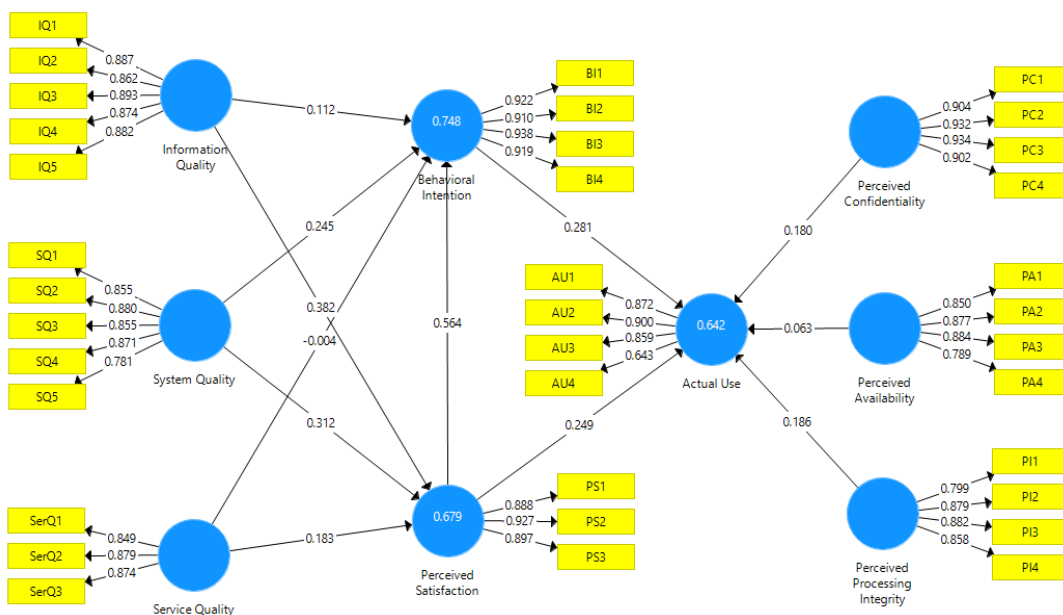 IQ1
IQ2
IQ3
IQ4
IQ5
0.887
0.862
0.893
0.874
0.882
Information
Quality
SQ1
SQ2
SQ3
SQ4
SQ5
0.855
0.880
0.855
0.871
0.781
System Quality
SerQ1
SerQ2
SerQ3
0.849
0.879
0.874
Service Quality
0.112
0.245
0.382
-0.004
0.312
0.183
0.748
Behavioral
Intention
0.922
0.910
0.938
0.919
BI1
BI2
BI3
BI4
0.564
0.281
0.249
0.679
Perceived
Satisfaction
0.888
0.927
0.897
PS1
PS2
PS3
AU1
AU2
AU3
AU4
0.872
0.900
0.859
0.643
0.642
Actual Use
0.180
0.063
0.186
Perceived
Confidentiality
0.904
0.932
0.934
0.902
PC1
PC2
PC3
PC4
Perceived
Availability
0.850
0.877
0.884
0.789
PA1
PA2
PA3
PA4
Perceived
Processing
Integrity
0.799
0.879
0.882
0.858
PI1
PI2
PI3
PI4